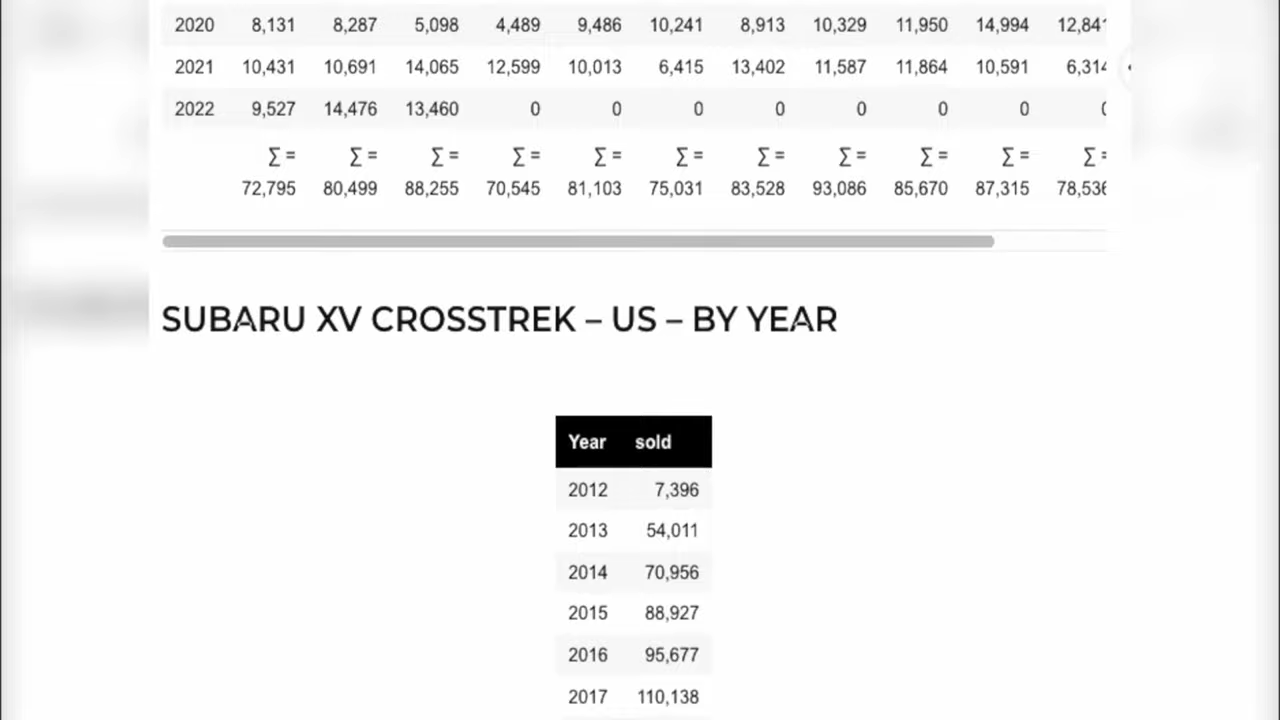 2020 8,131 8,287 5,098 4,489 9,486 10,241 8,913 10,329 11,950 14,994
2021 10,431 10,691 14,065 12,599 10,013 6,415 13,402 11,587 11,864 10,591 6,314
2022 9,527 14,476 13,460 0 0 0 0 0 0 0
∑ = ∑ = ∑ = ∑ = ∑ = ∑ = ∑ = ∑ = ∑ = ∑ = ∑ =
72,795 80,499 88,255 70,545 81,103 75,031 83,528 93,086 85,670 87,315 78,536
SUBARU XV CROSSTREK – US – BY YEAR
Year sold
2012 7,396
2013 54,011
2014 70,956
2015 88,927
2016 95,677
2017 110,138